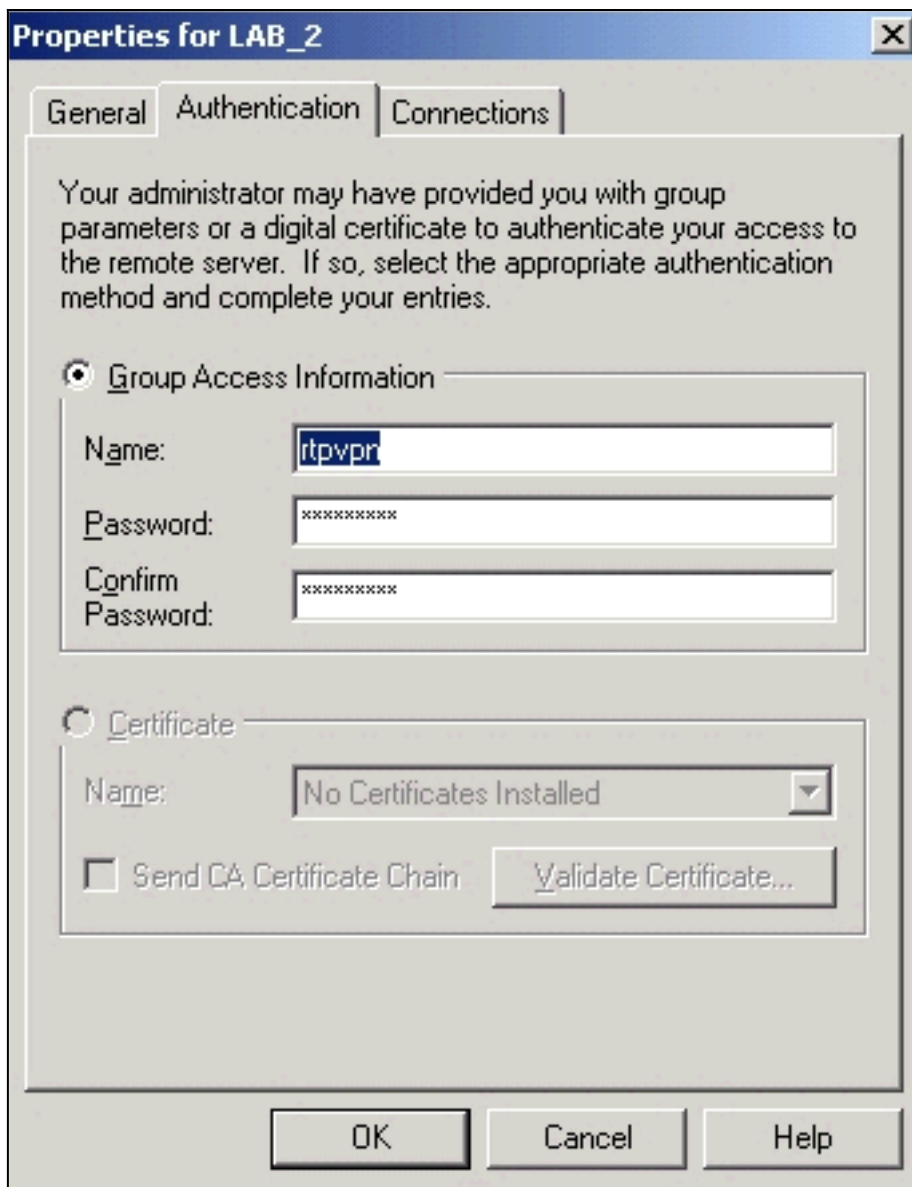 Properties for LAB_2
General
Authentication
Connections
Your administrator may have provided you with group
parameters or a digital certificate to authenticate your access to
the remote server.  If so, select the appropriate authentication
method and complete your entries.
Group Access Information
Name:
rtpvpn
Password:
*********
Confirm
Password:
*********
Certificate
Name:
No Certificates Installed
Send CA Certificate Chain
Validate Certificate...
OK
Cancel
Help